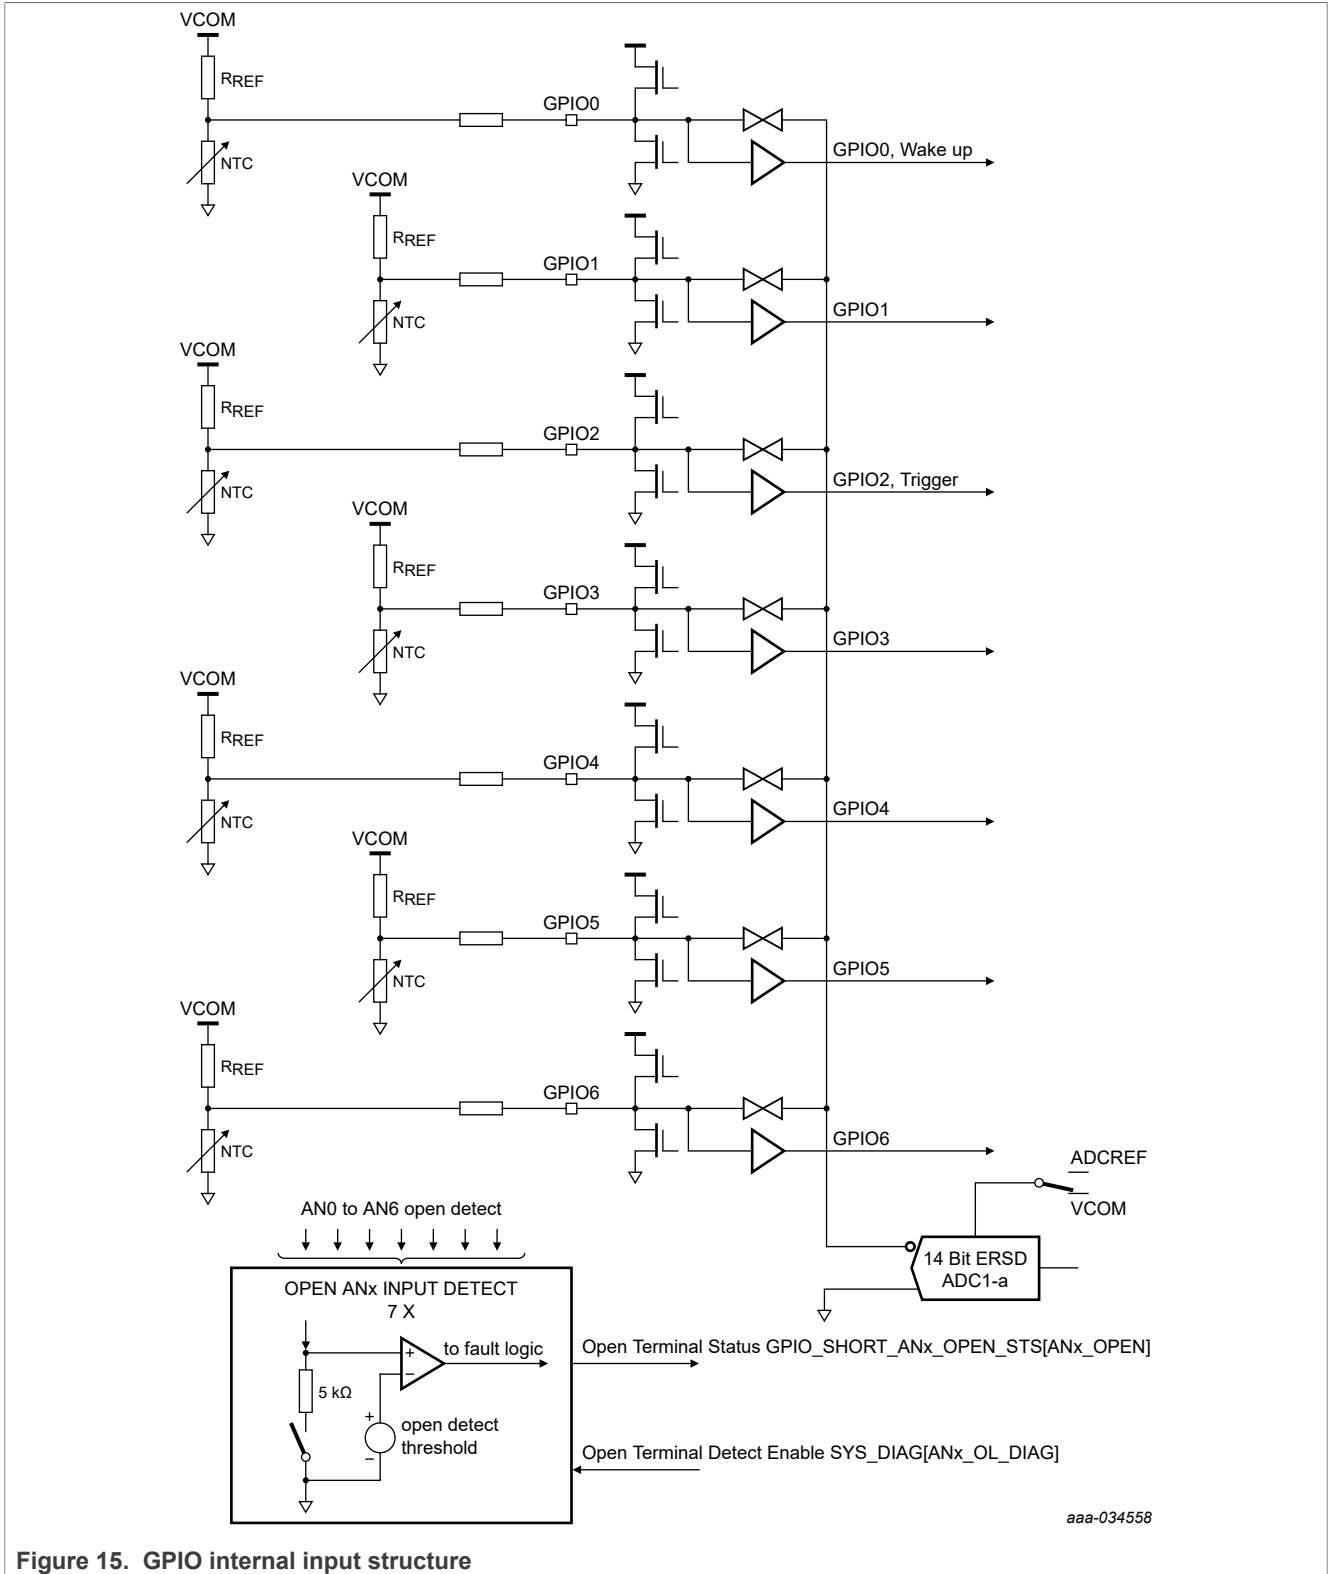 VCOM
RREF
GPIO0
NTC
GPIO0, Wake up
VCOM
RREF
GPIO1
NTC
GPIO1
VCOM
RREF
GPIO2
NTC
GPIO2, Trigger
VCOM
RREF
GPIO3
NTC
GPIO3
VCOM
RREF
GPIO4
NTC
GPIO4
VCOM
RREF
GPIO5
NTC
GPIO5
VCOM
RREF
GPIO6
NTC
GPIO6
ADCREF
VCOM
14 Bit ERSD
ADC1-a
AN0 to AN6 open detect
OPEN ANx INPUT DETECT
7 X
+
−
to fault logic
5 kΩ
+
−
open detect
threshold
Open Terminal Status GPIO_SHORT_ANx_OPEN_STS[ANx_OPEN]
Open Terminal Detect Enable SYS_DIAG[ANx_OL_DIAG]
aaa-034558
Figure 15. GPIO internal input structure